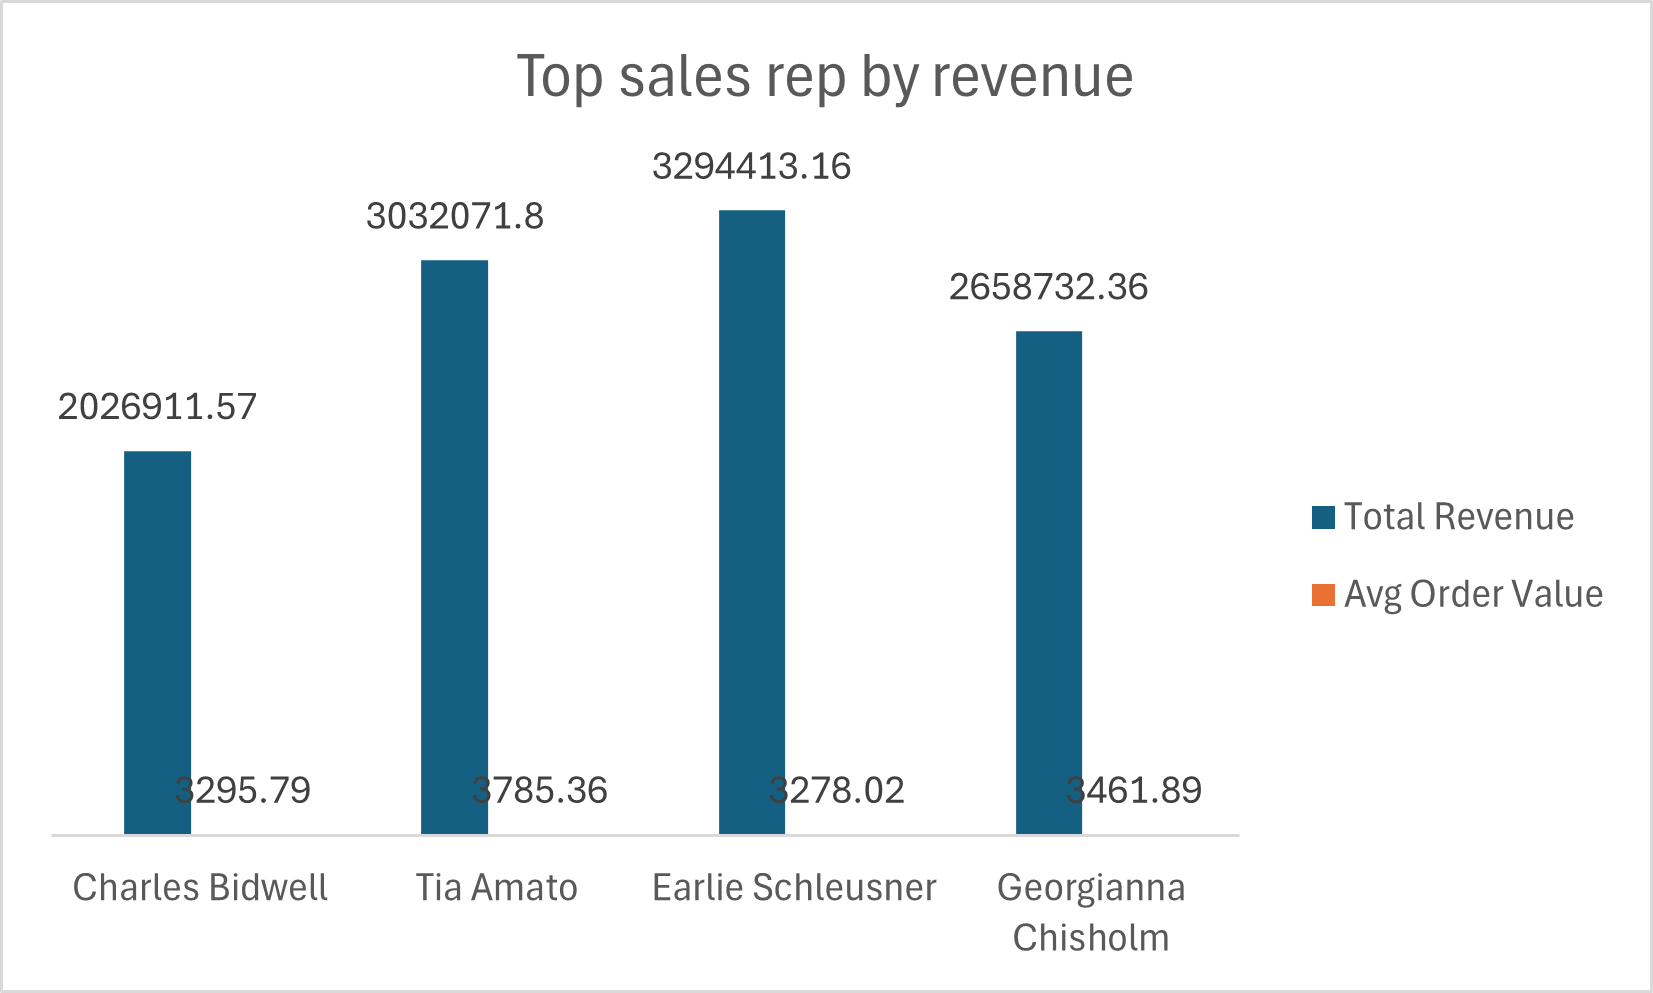 Top sales rep by revenue
3294413.16
3032071.8
2658732.36
2026911.57
Total Revenue
Avg Order Value
3295.79 3785.36 3278.02 3461.89
Charles Bidwell Tia Amato Earlie Schleusner Georgianna
Chisholm